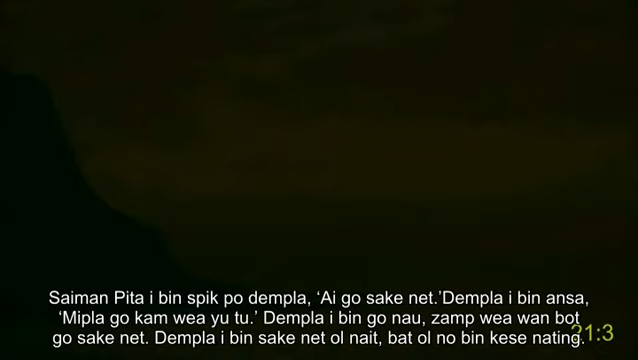 Saiman Pita i bin spik po dempla, ‘Ai go sake net.’Dempla i bin ansa,
‘Mipla go kam wea yu tu.’ Dempla i bin go nau, zamp wea wan bot
go sake net. Dempla i bin sake net ol nait, bat ol no bin kese nating.
21:3